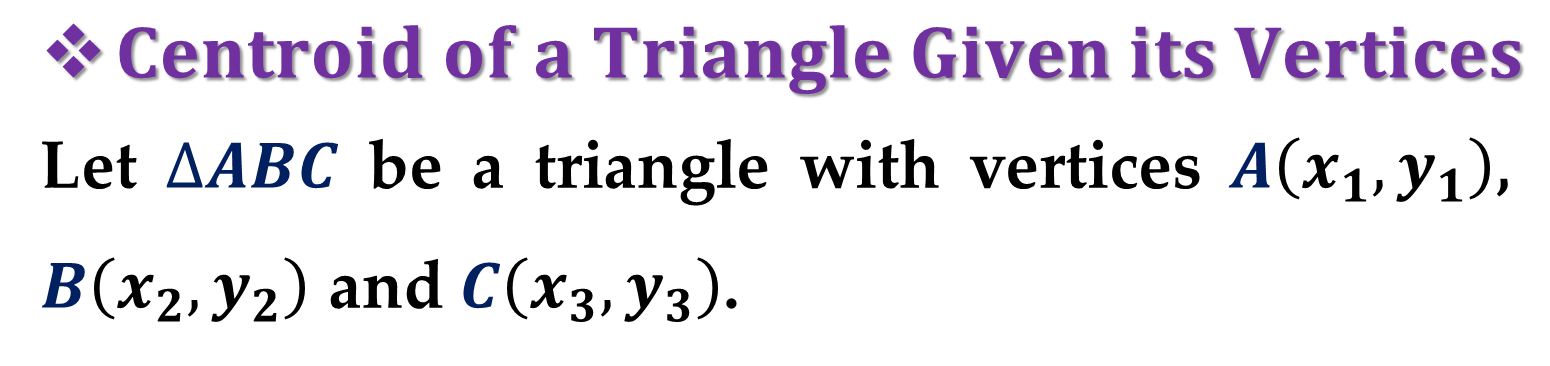 ❖ Centroid of a Triangle Given its Vertices
Let ΔABC be a triangle with vertices A(x₁, y₁),
B(x₂, y₂) and C(x₃, y₃).